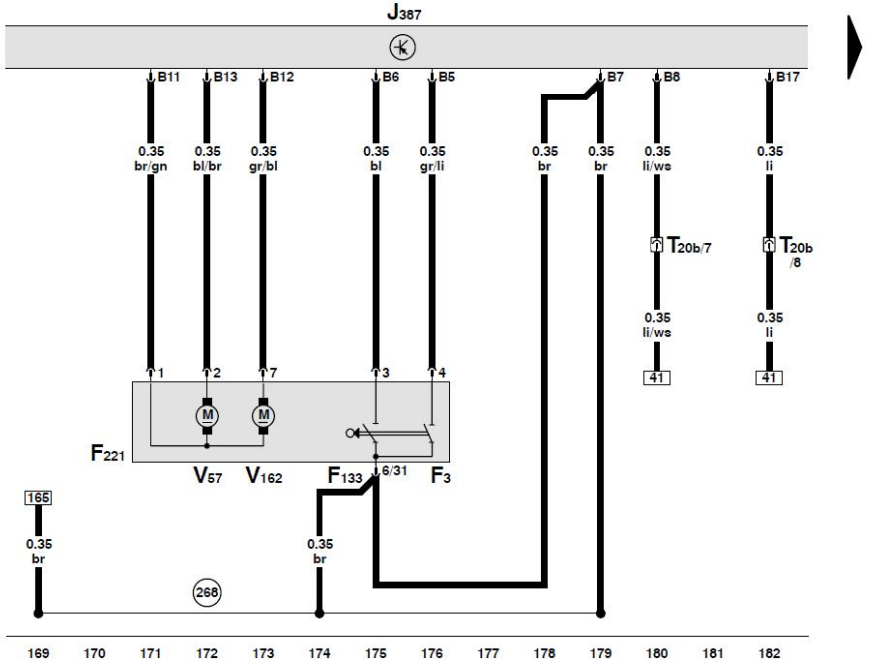 J387
B11 B13 B12 B6 B5 B7 B8 B17
0.35 0.35 0.35 0.35 0.35 0.35 0.35 0.35 0.35
br/gn bl/br gr/bl bl gr/li br br li/ws li
T20b/7 T20b
/8
0.35 0.35
li/ws li
1 2 7 3 4 41 41
M M
F221
V57 V162 F133 6/31 F3
165
0.35 0.35
br br
268
169 170 171 172 173 174 175 176 177 178 179 180 181 182